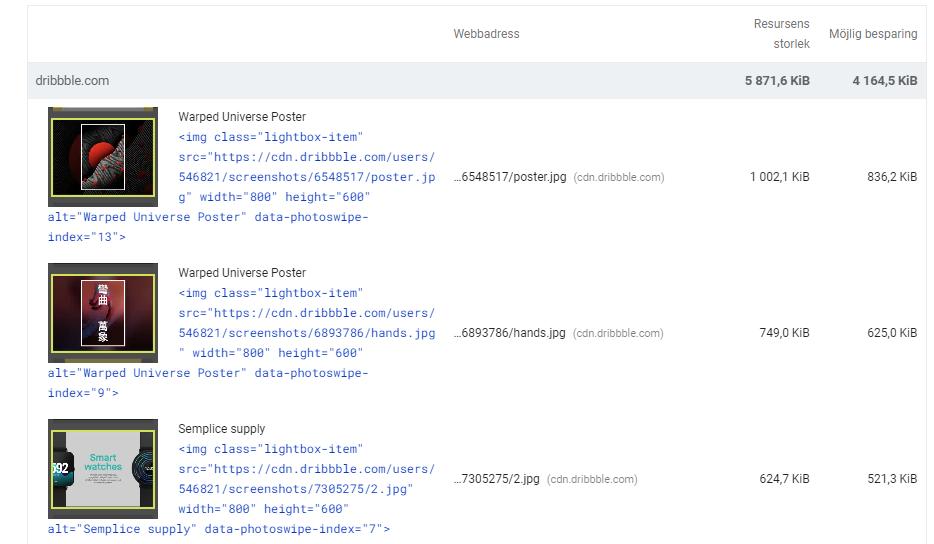 Webbadress
Resursens
storlek
Möjlig besparing
dribbble.com
5 871,6 KiB
4 164,5 KiB
Warped Universe Poster
<img class="lightbox-item"
src="https://cdn.dribbble.com/users/
546821/screenshots/6548517/poster.jp
g" width="800" height="600"
alt="Warped Universe Poster" data-photoswipe-
index="13">
...6548517/poster.jpg (cdn.dribbble.com)
1 002,1 KiB
836,2 KiB
彎
曲
萬
象
Warped Universe Poster
<img class="lightbox-item"
src="https://cdn.dribbble.com/users/
546821/screenshots/6893786/hands.jpg
" width="800" height="600"
alt="Warped Universe Poster" data-photoswipe-
index="9">
...6893786/hands.jpg (cdn.dribbble.com)
749,0 KiB
625,0 KiB
592
Smart
watches
Semplice supply
<img class="lightbox-item"
src="https://cdn.dribbble.com/users/
546821/screenshots/7305275/2.jpg"
width="800" height="600"
alt="Semplice supply" data-photoswipe-index="7">
...7305275/2.jpg (cdn.dribbble.com)
624,7 KiB
521,3 KiB